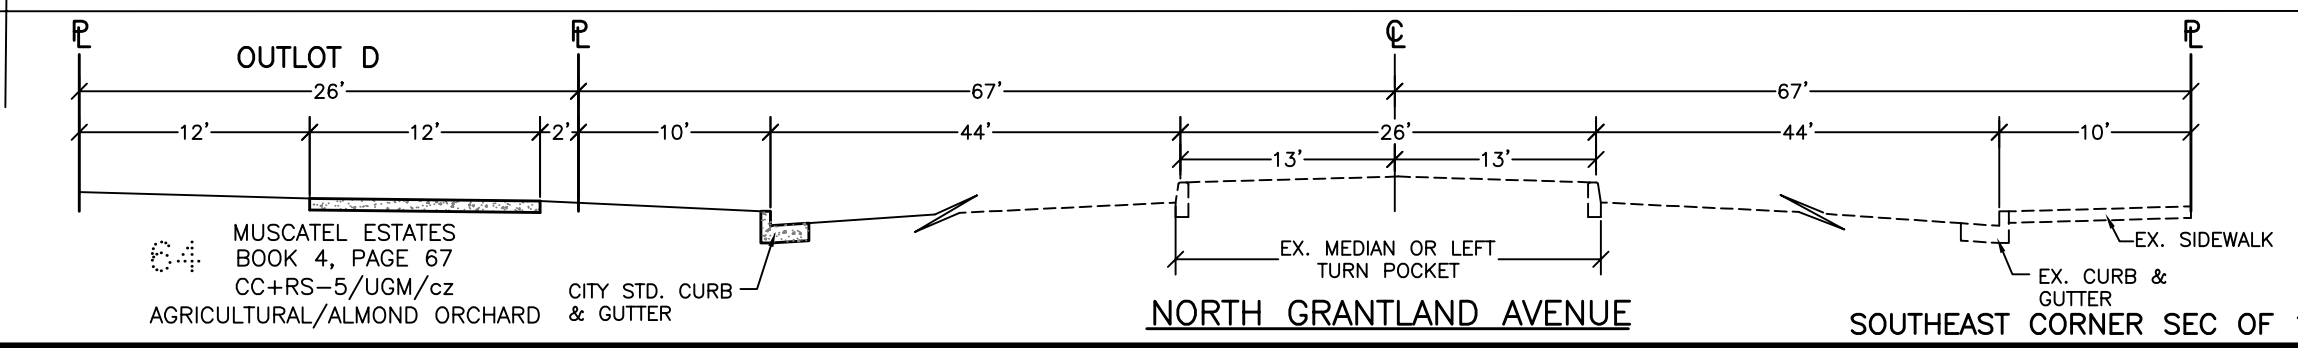 PL PL CL PL
OUTLOT D
26' 67' 67'
12' 12' 2' 10' 44' 26' 44' 10'
13' 13'
64
MUSCATEL ESTATES
BOOK 4, PAGE 67
CC+RS-5/UGM/cz
AGRICULTURAL/ALMOND ORCHARD
CITY STD. CURB
& GUTTER
EX. MEDIAN OR LEFT
TURN POCKET
NORTH GRANTLAND AVENUE
EX. SIDEWALK
EX. CURB &
GUTTER
SOUTHEAST CORNER SEC OF